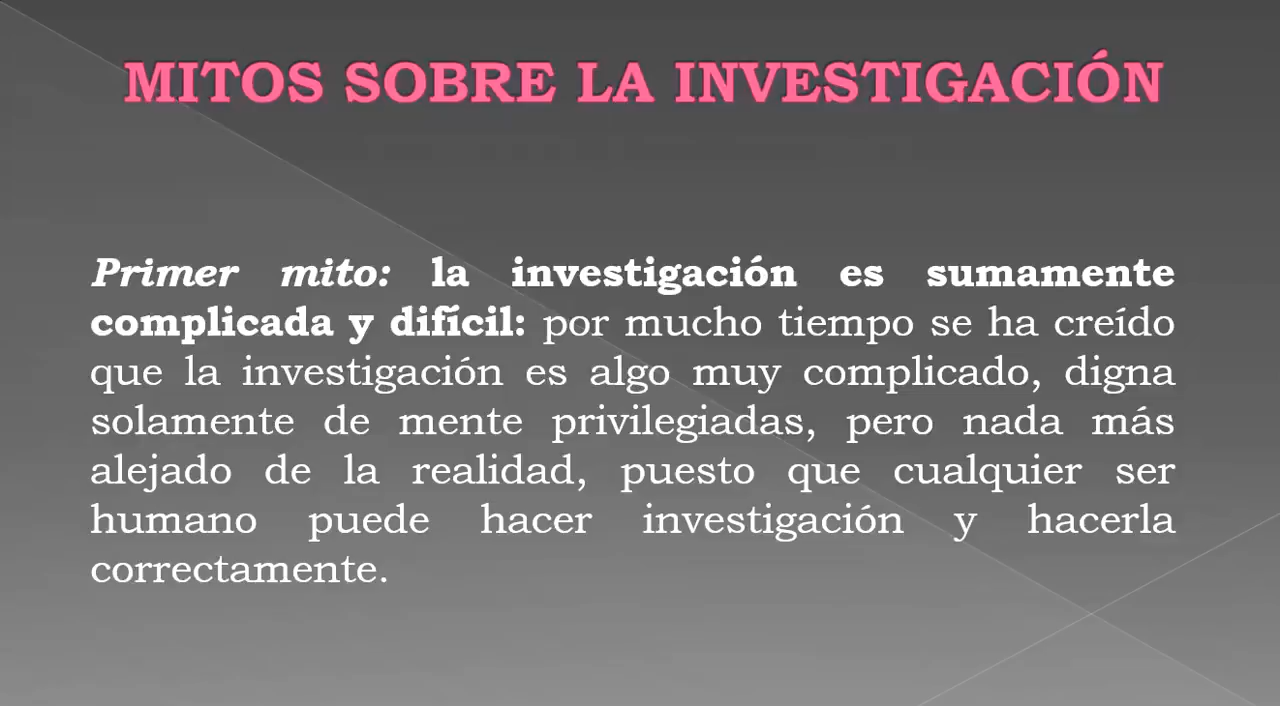 MITOS SOBRE LA INVESTIGACIÓN
Primer mito: la investigación es sumamente
complicada y difícil: por mucho tiempo se ha creído
que la investigación es algo muy complicado, digna
solamente de mente privilegiadas, pero nada más
alejado de la realidad, puesto que cualquier ser
humano puede hacer investigación y hacerla
correctamente.